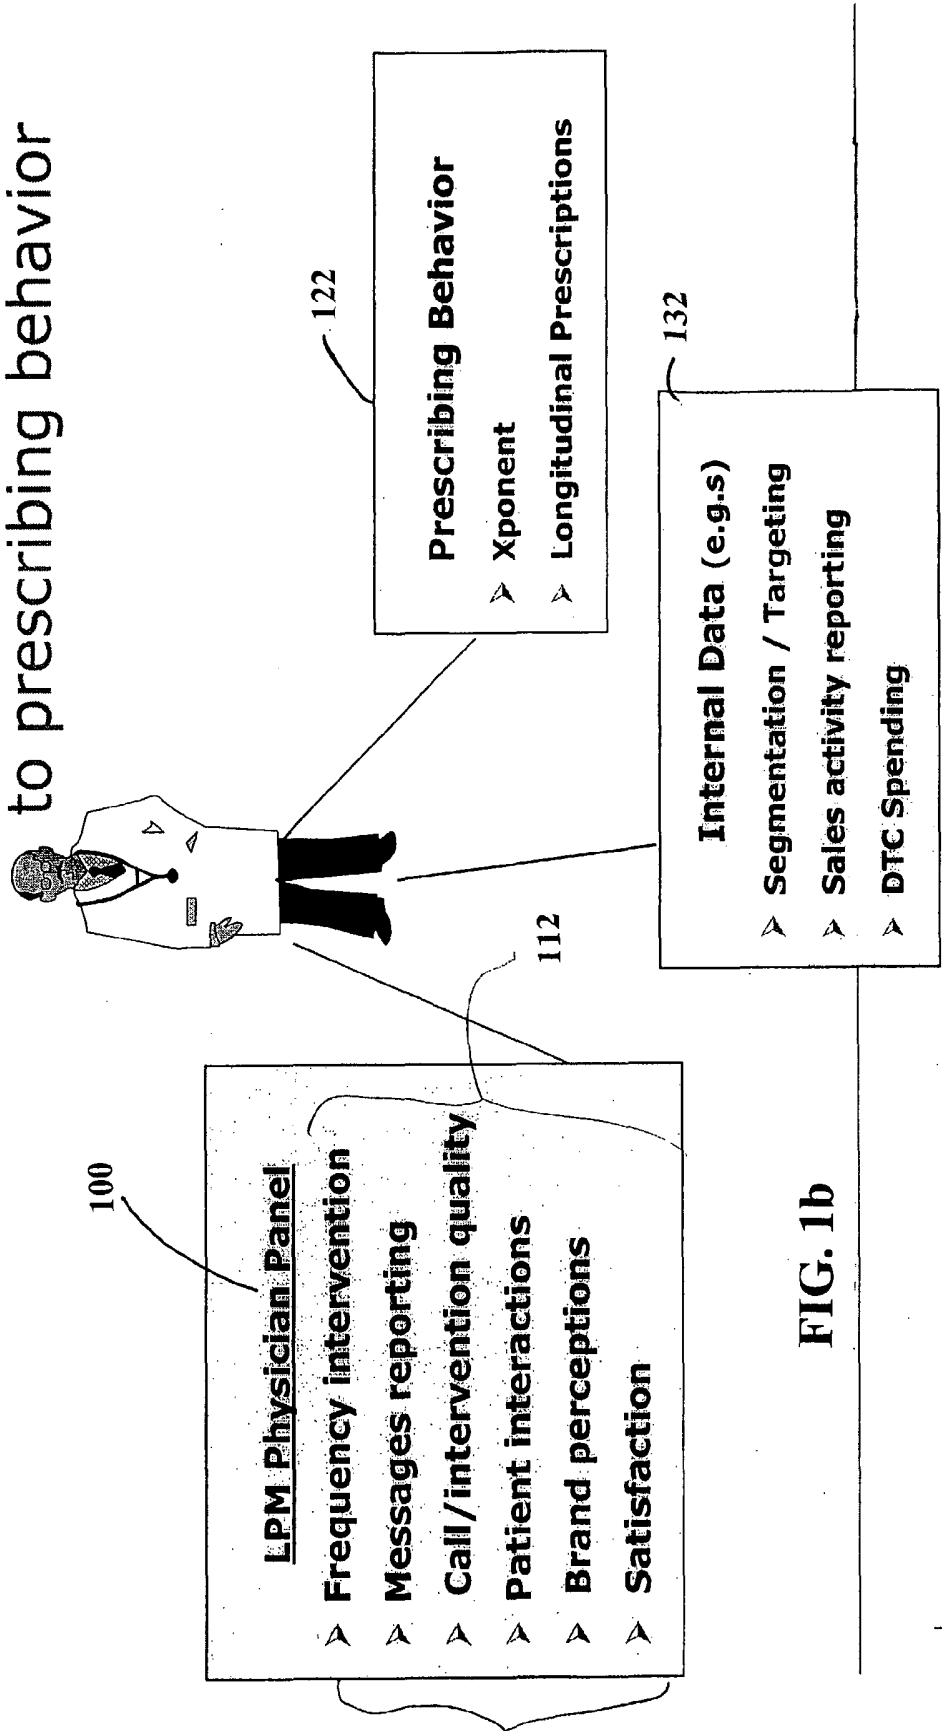 to prescribing behavior
100
LPM Physician Panel
Frequency intervention
Messages reporting
Call/intervention quality
Patient interactions
Brand perceptions
Satisfaction
112
122
Prescribing Behavior
Xponent
Longitudinal Prescriptions
132
Internal Data (e.g.s)
Segmentation / Targeting
Sales activity reporting
DTC Spending
FIG. 1b